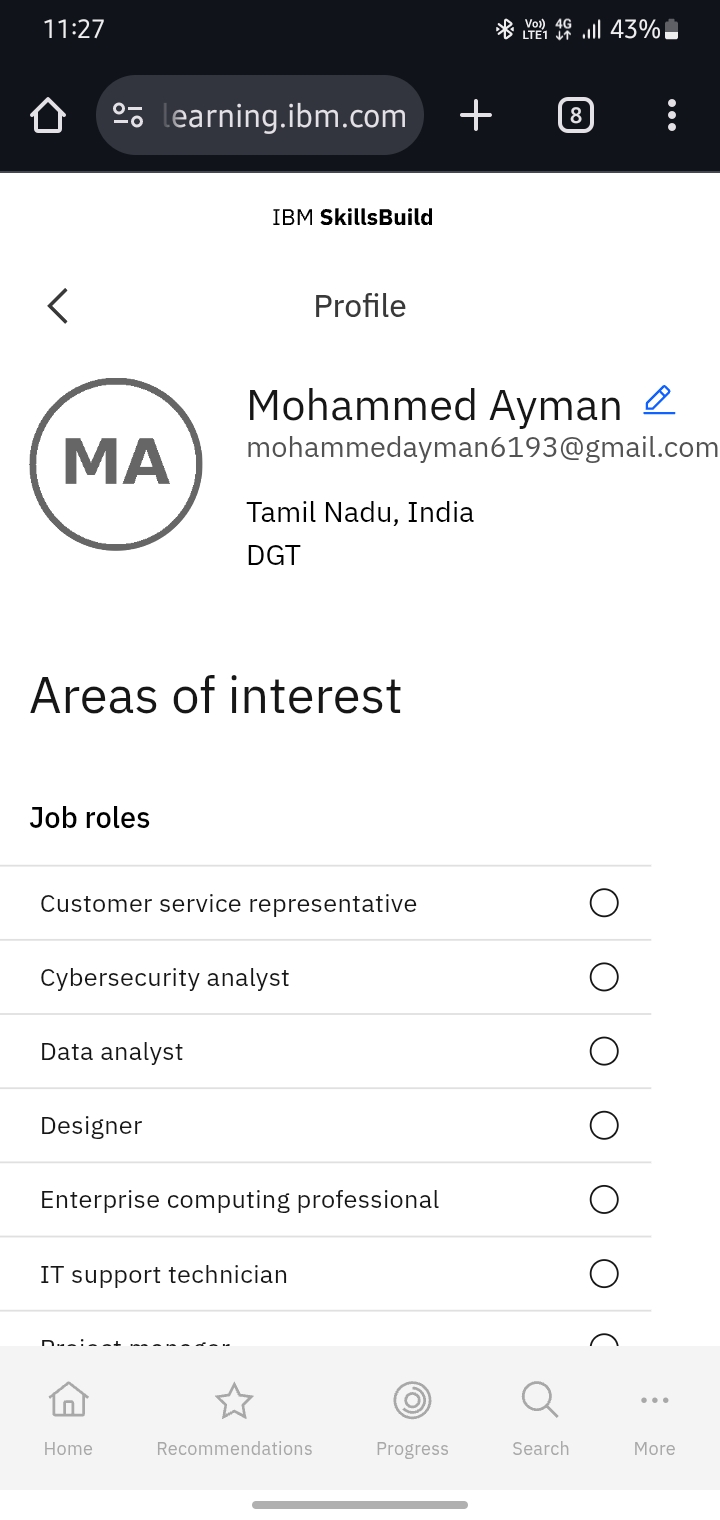 11:27
Vo)) LTE1 4G 43%
learning.ibm.com
8
IBM SkillsBuild
Profile
MA
Mohammed Ayman
mohammedayman6193@gmail.com
Tamil Nadu, India
DGT
Areas of interest
Job roles
Customer service representative
Cybersecurity analyst
Data analyst
Designer
Enterprise computing professional
IT support technician
Project manager
Home Recommendations Progress Search More